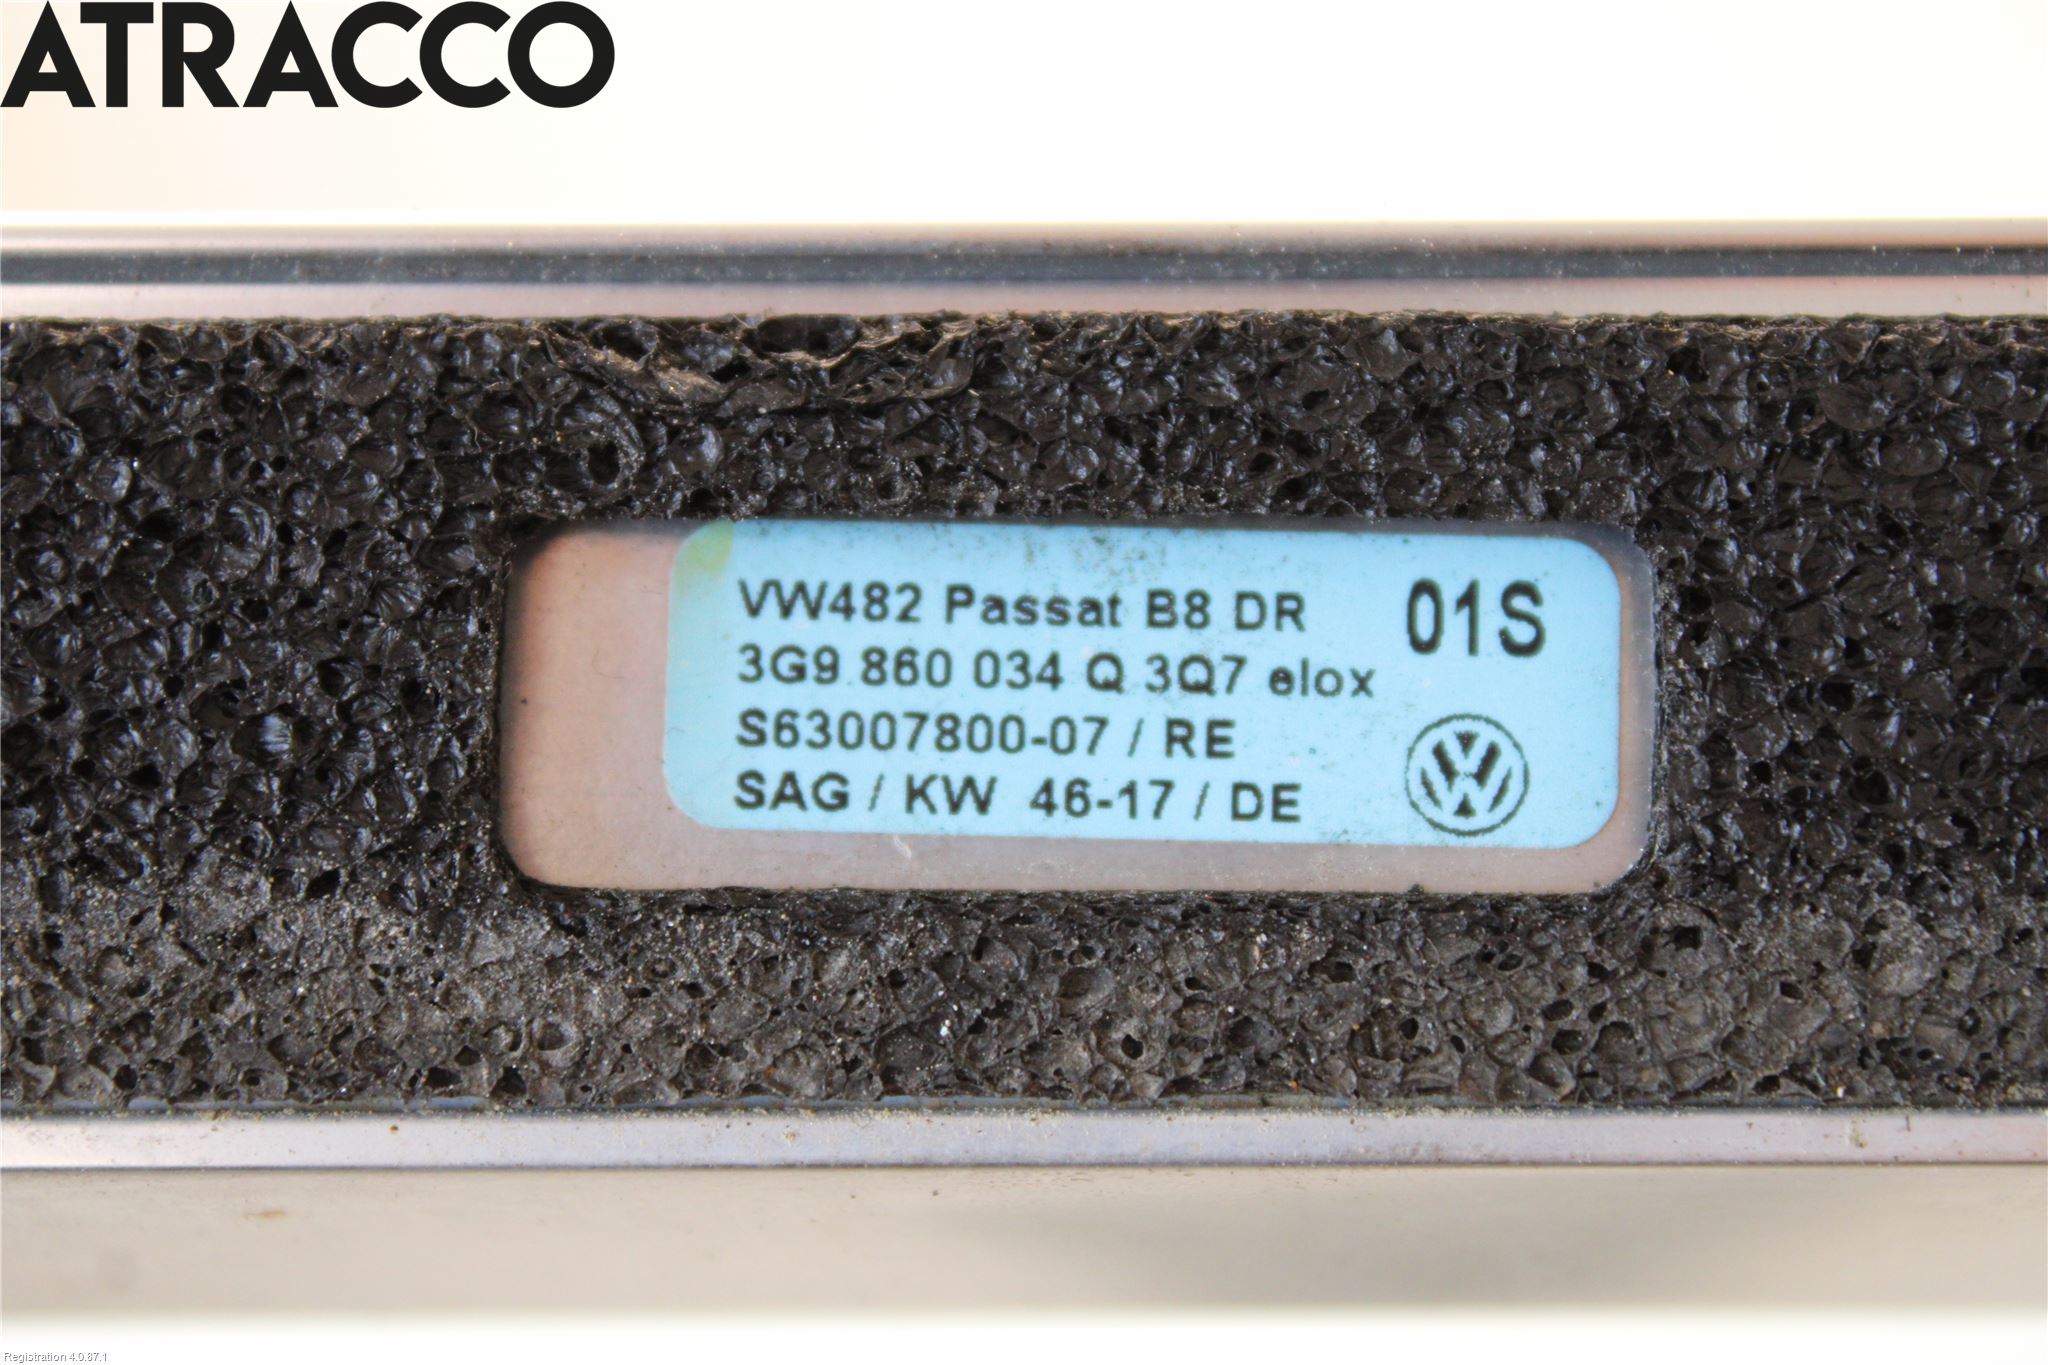 ATRACCO
VW482 Passat B8 DR 01S
3G9 860 034 Q 3Q7 elox
S63007800-07 / RE
SAG / KW 46-17 / DE
Registration 4.0.87.1